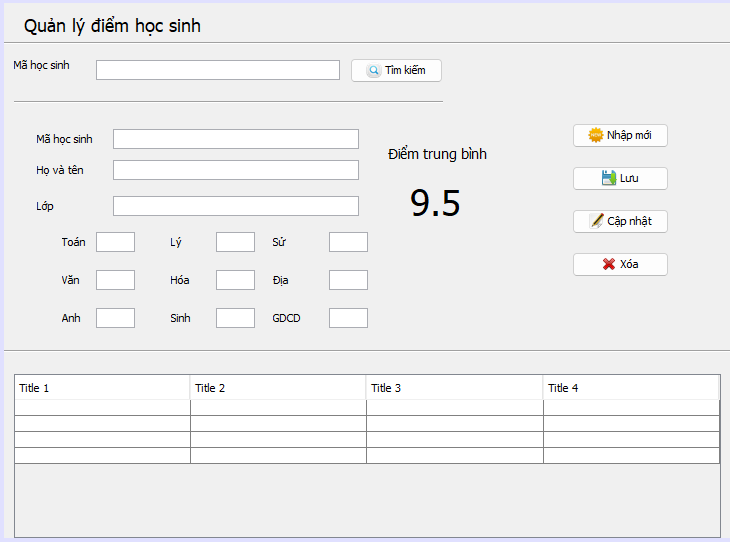 Quản lý điểm học sinh
Mã học sinh
Tìm kiếm
Mã học sinh
Họ và tên
Lớp
Điểm trung bình
9.5
Nhập mới
Lưu
Cập nhật
Xóa
Toán Lý Sử
Văn Hóa Địa
Anh Sinh GDCD
Title 1 Title 2 Title 3 Title 4